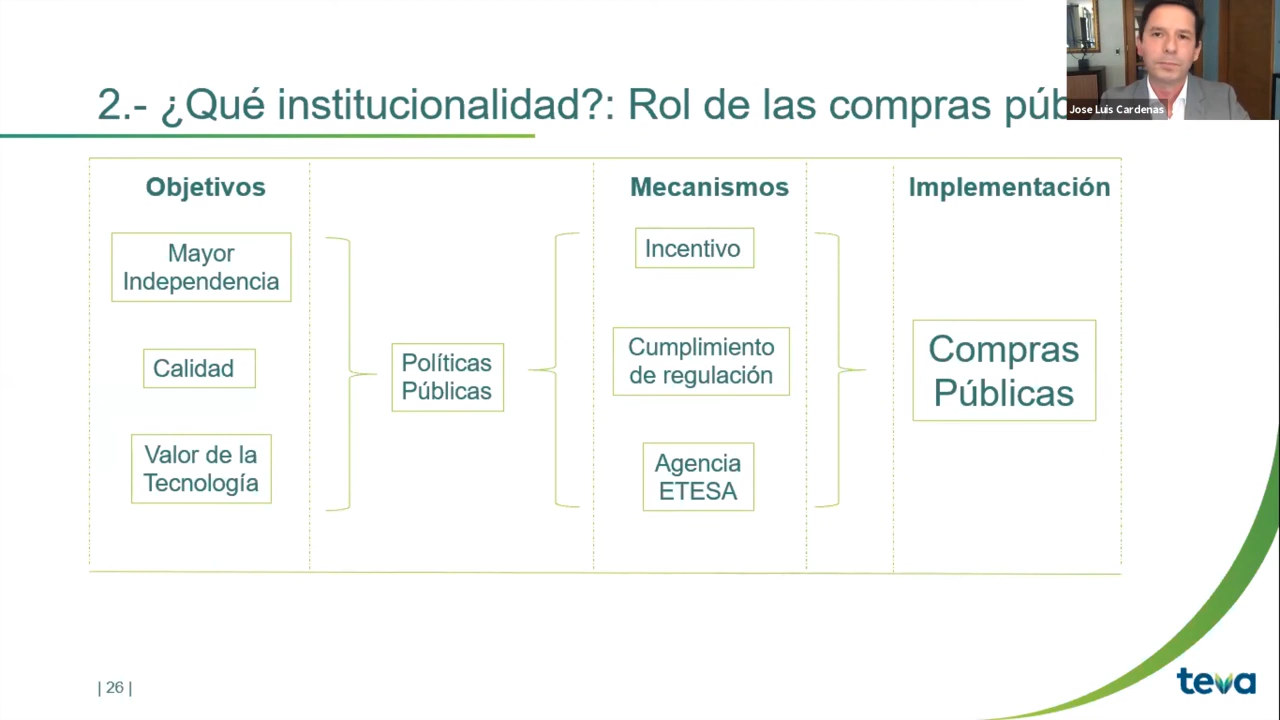 2.- ¿Qué institucionalidad?: Rol de las compras
Jose Luis Cardenas
Objetivos
Mecanismos
Implementación
Mayor
Independencia
Calidad
Valor de la
Tecnología
Políticas
Públicas
Incentivo
Cumplimiento
de regulación
Agencia
ETESA
Compras
Públicas
| 26 |
teva